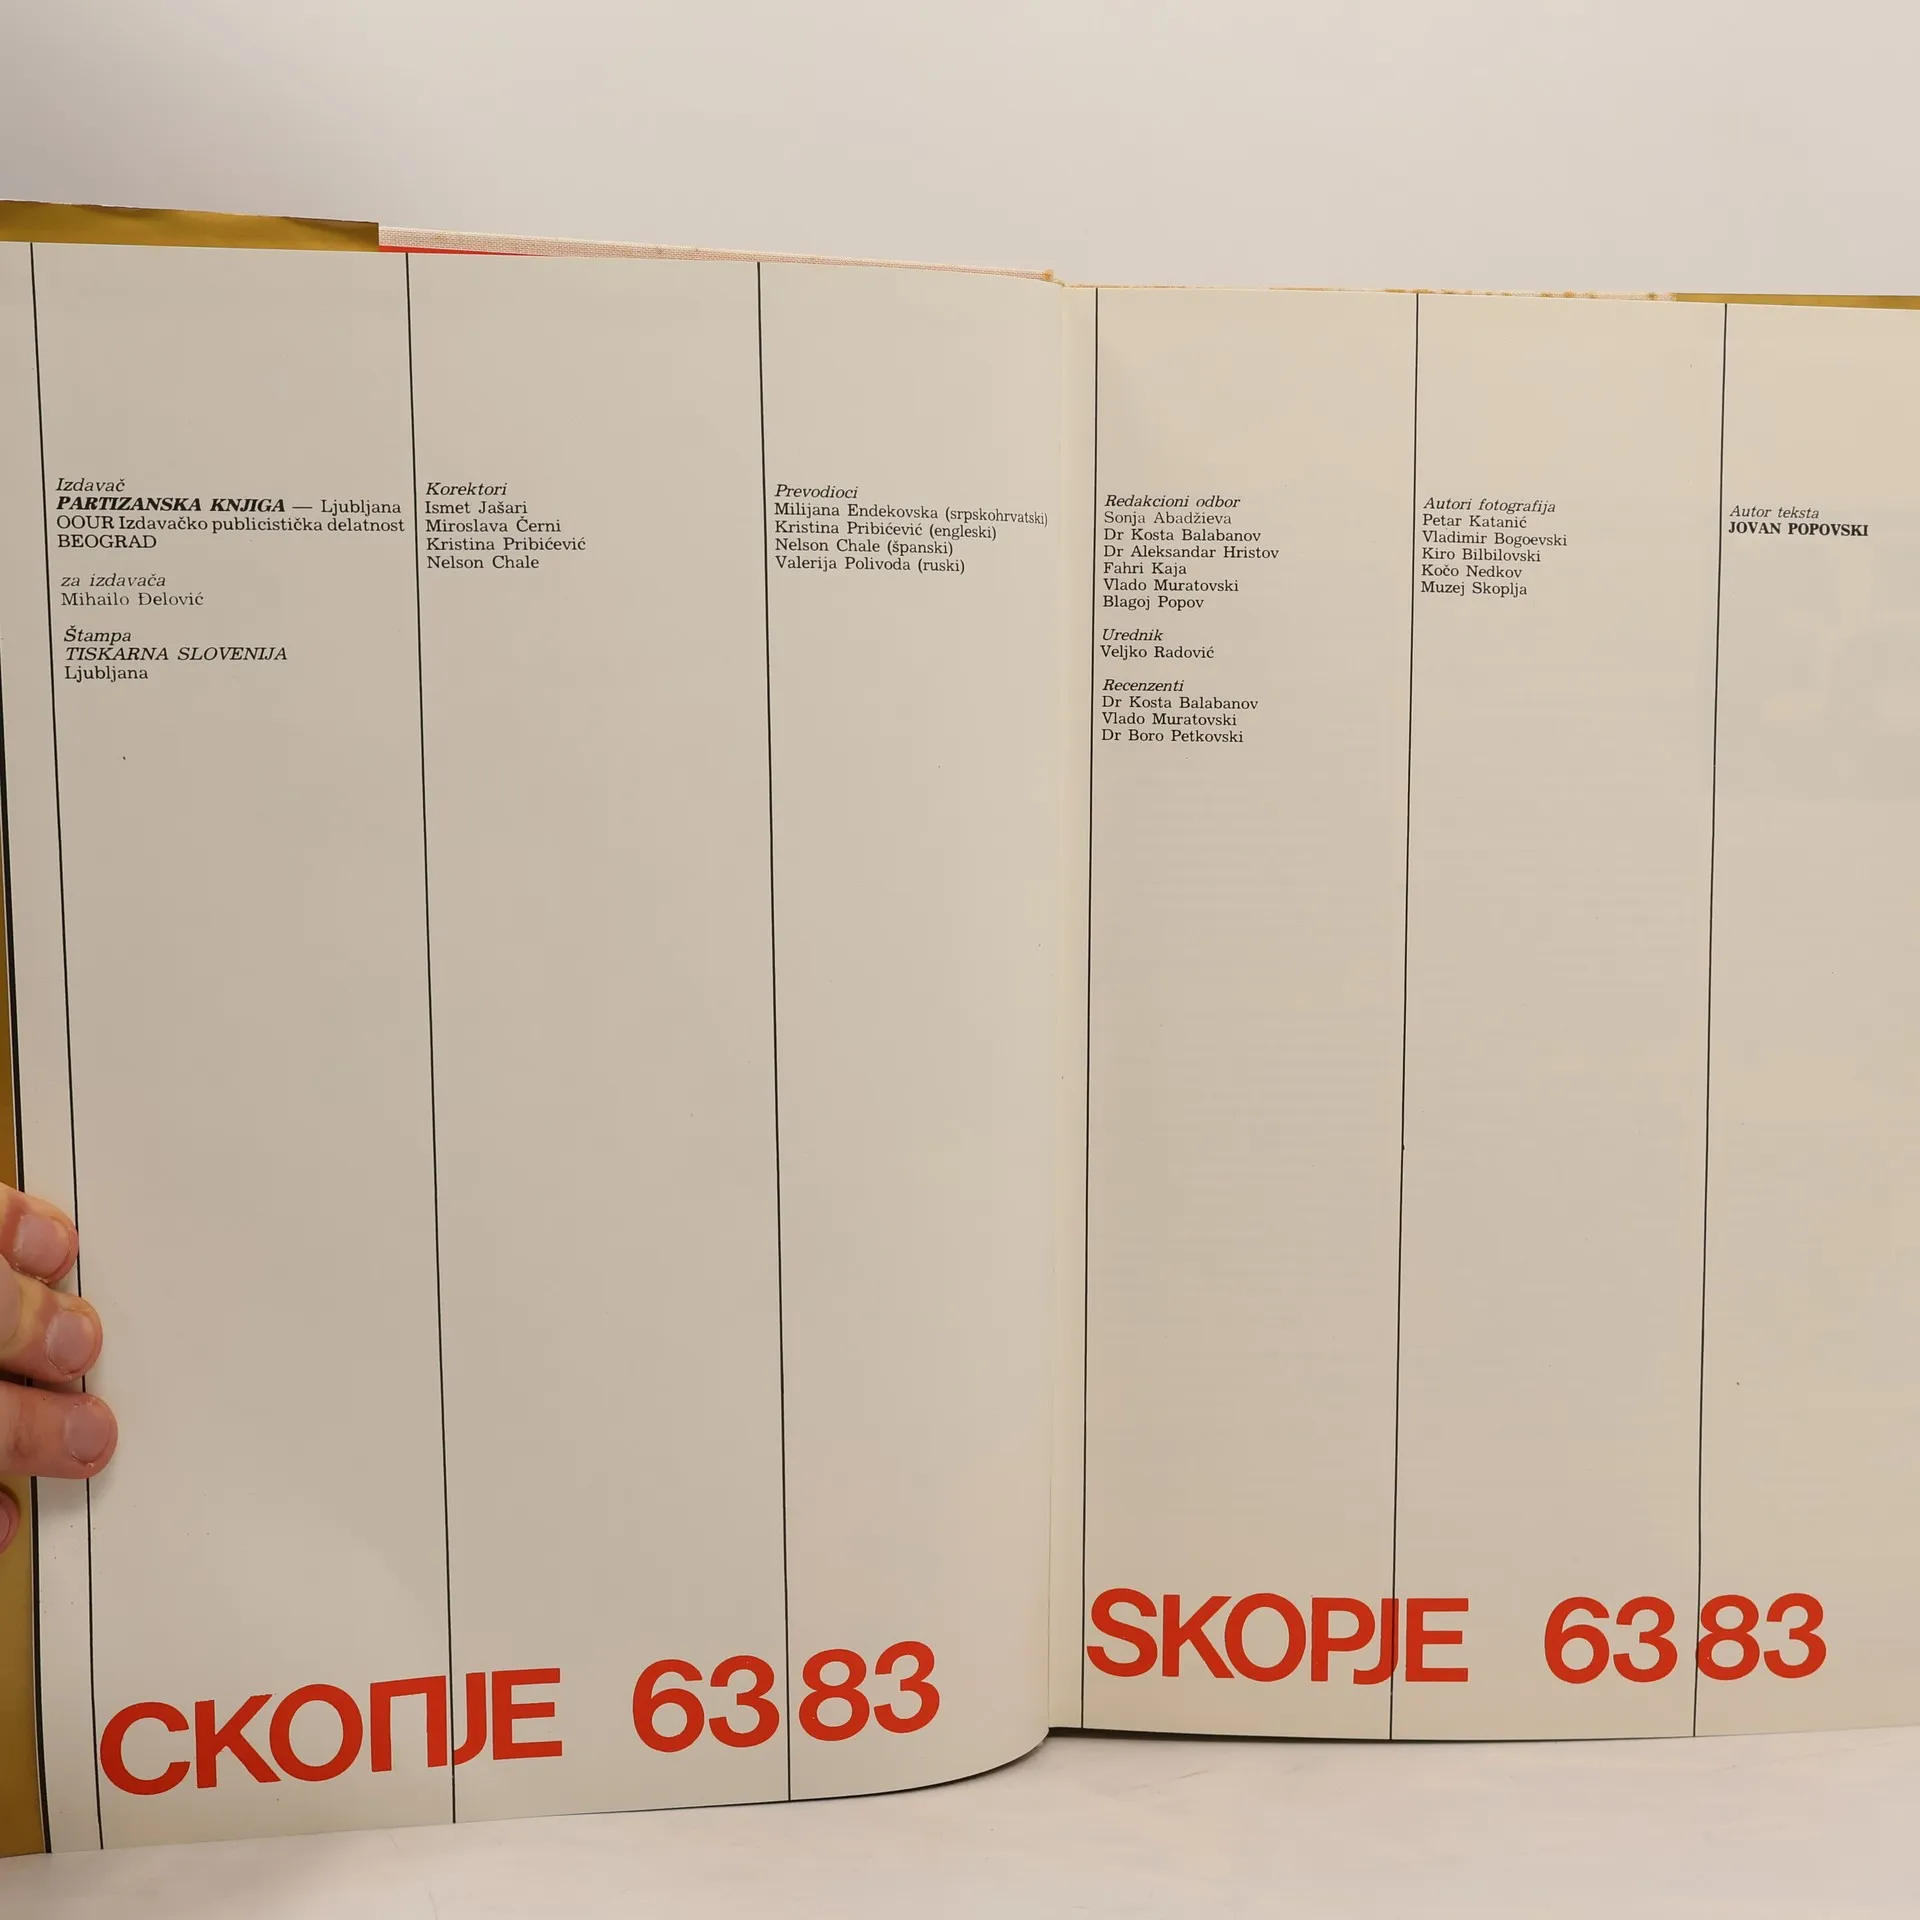 Izdavač
PARTIZANSKA KNJIGA — Ljubljana
OOUR Izdavačko publicistička delatnost
BEOGRAD
za izdavača
Mihailo Đelović
Štampa
TISKARNA SLOVENIJA
Ljubljana
Korektori
Ismet Jašari
Miroslava Černi
Kristina Pribićević
Nelson Chale
Prevodioci
Milijana Endekovska (srpskohrvatski)
Kristina Pribićević (engleski)
Nelson Chale (španski)
Valerija Polivoda (ruski)
СКОПЈЕ 63 83
Redakcioni odbor
Sonja Abadžieva
Dr Kosta Balabanov
Dr Aleksandar Hristov
Fahri Kaja
Vlado Muratovski
Blagoj Popov
Urednik
Veljko Radović
Recenzenti
Dr Kosta Balabanov
Vlado Muratovski
Dr Boro Petkovski
Autori fotografija
Petar Katanić
Vladimir Bogoevski
Kiro Bilbilovski
Kočo Nedkov
Muzej Skoplja
Autor teksta
JOVAN POPOVSKI
SKOPJE 63 83